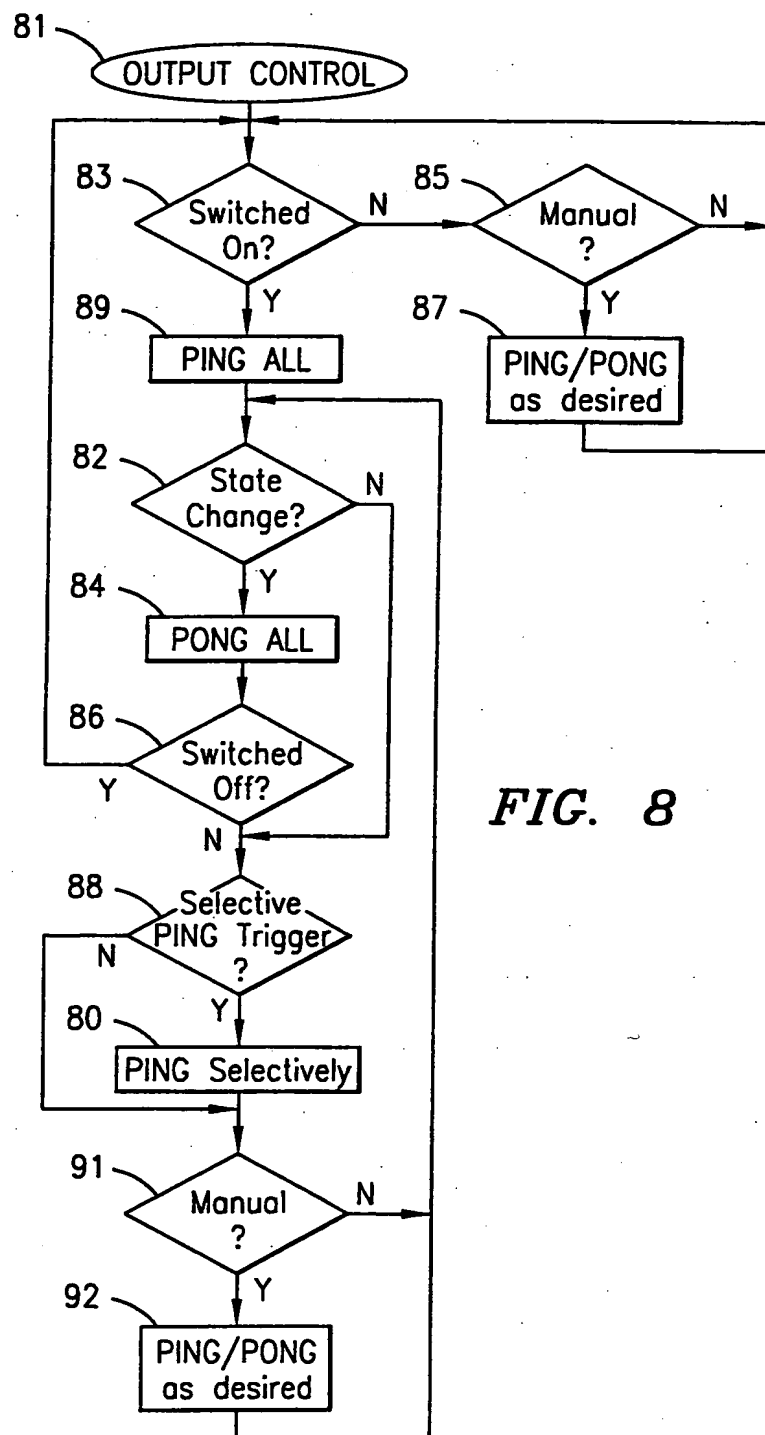 81
OUTPUT CONTROL
83
Switched
On?
N
Y
85
Manual
?
N
Y
89
PING ALL
87
PING/PONG
as desired
82
State
Change?
N
Y
84
PONG ALL
86
Switched
Off?
Y
N
FIG. 8
88
Selective
PING Trigger
?
N
Y
80
PING Selectively
91
Manual
?
N
Y
92
PING/PONG
as desired